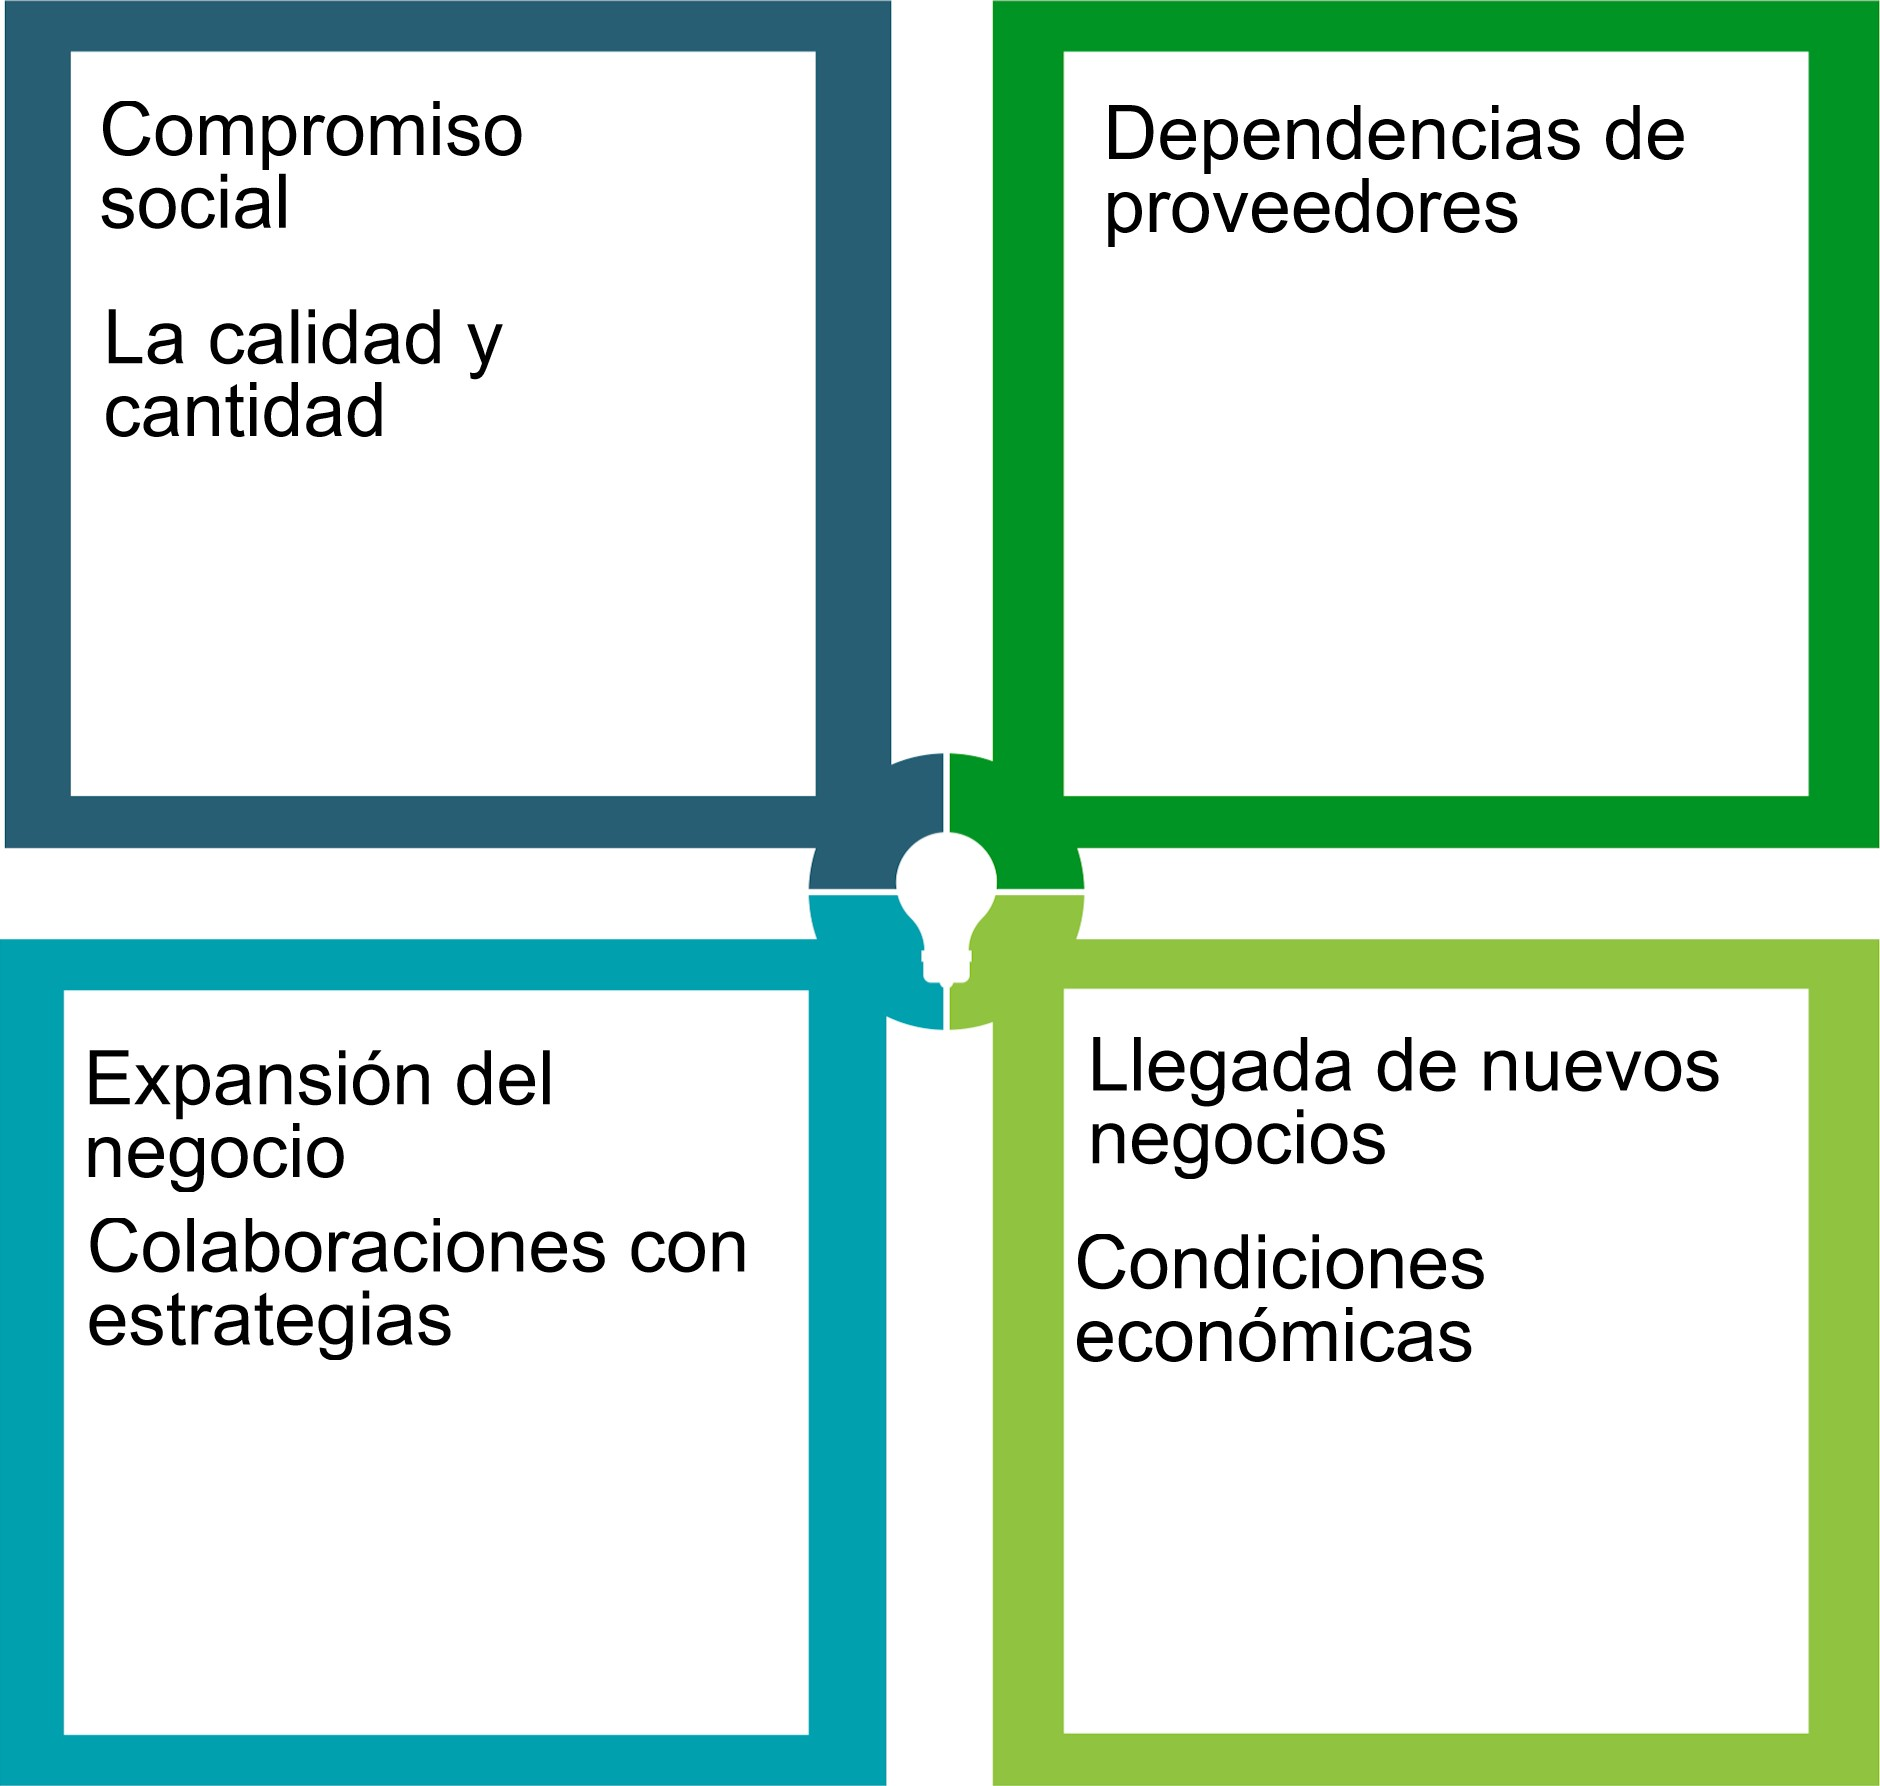 Compromiso
social
La calidad y
cantidad
Dependencias de
proveedores
Expansión del
negocio
Colaboraciones con
estrategias
Llegada de nuevos
negocios
Condiciones
económicas